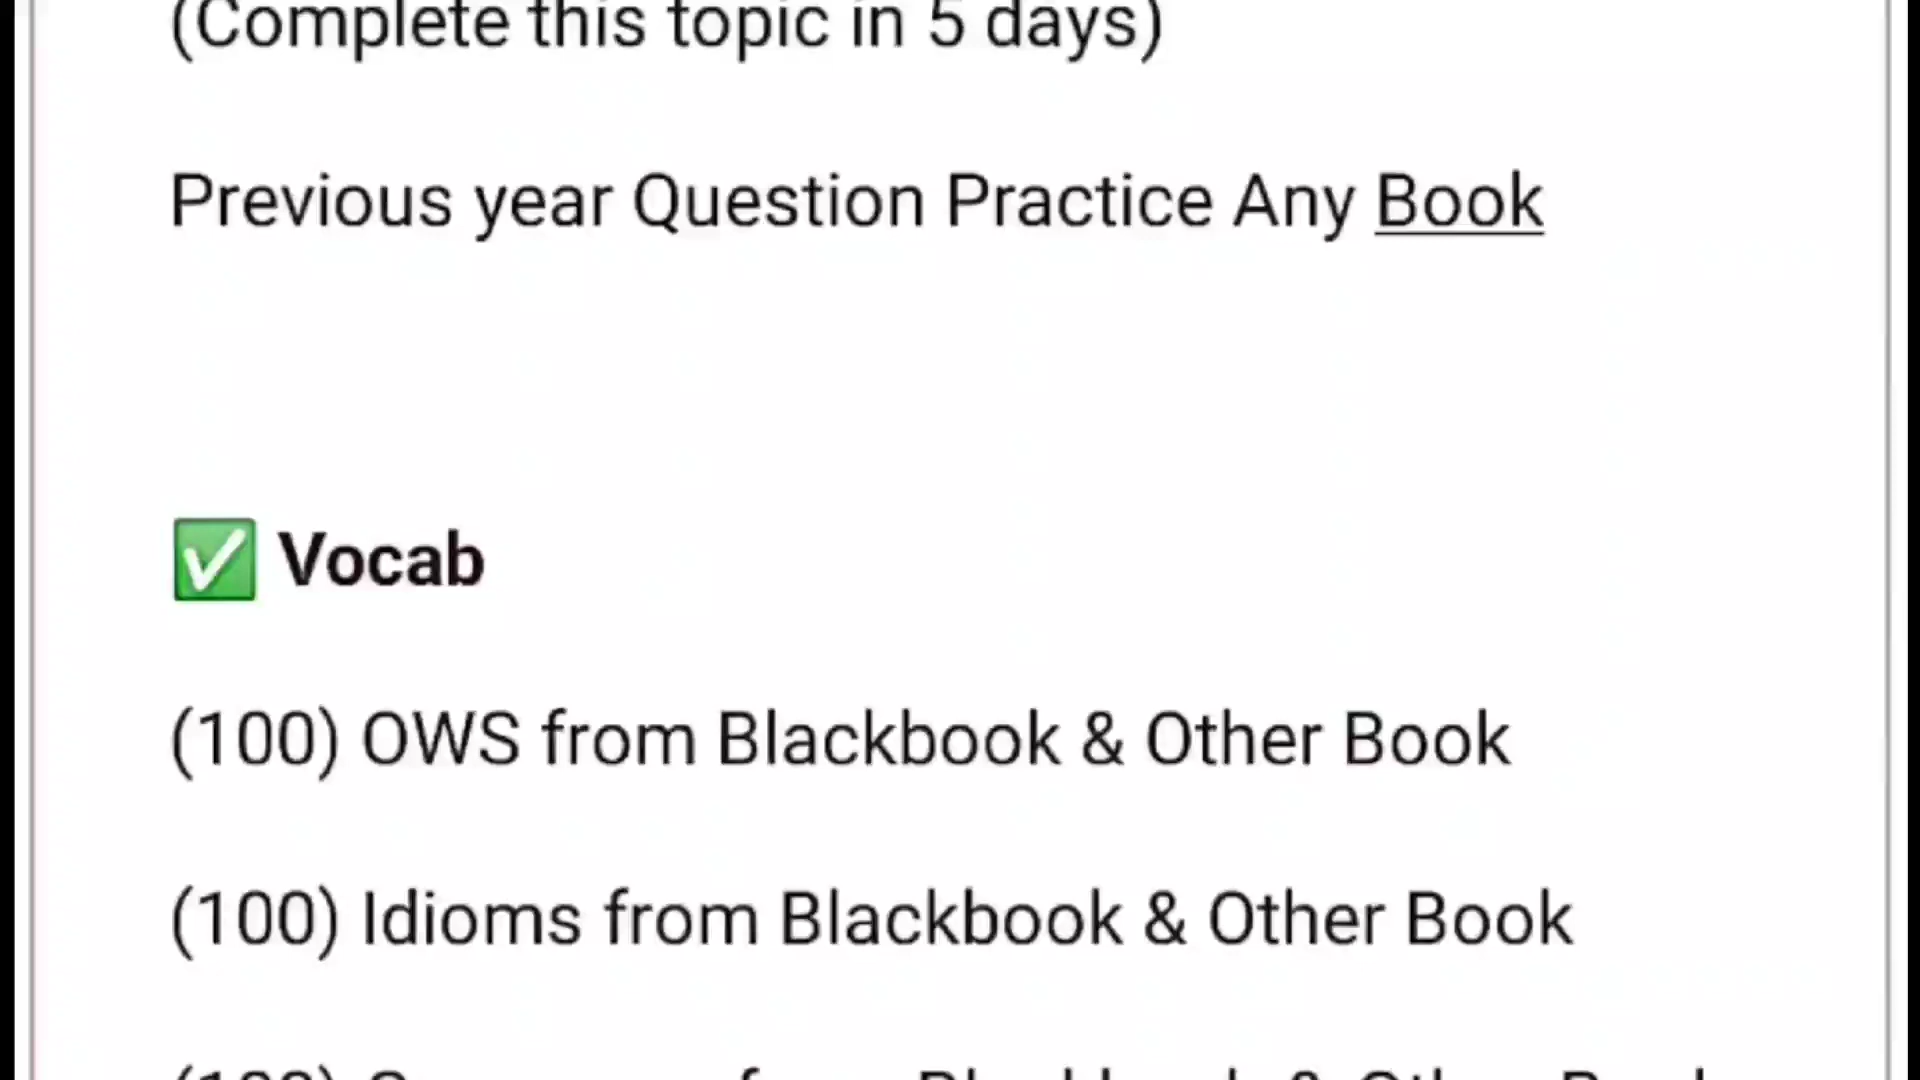 (Complete this topic in 5 days)
Previous year Question Practice Any Book
✅ Vocab
(100) OWS from Blackbook & Other Book
(100) Idioms from Blackbook & Other Book